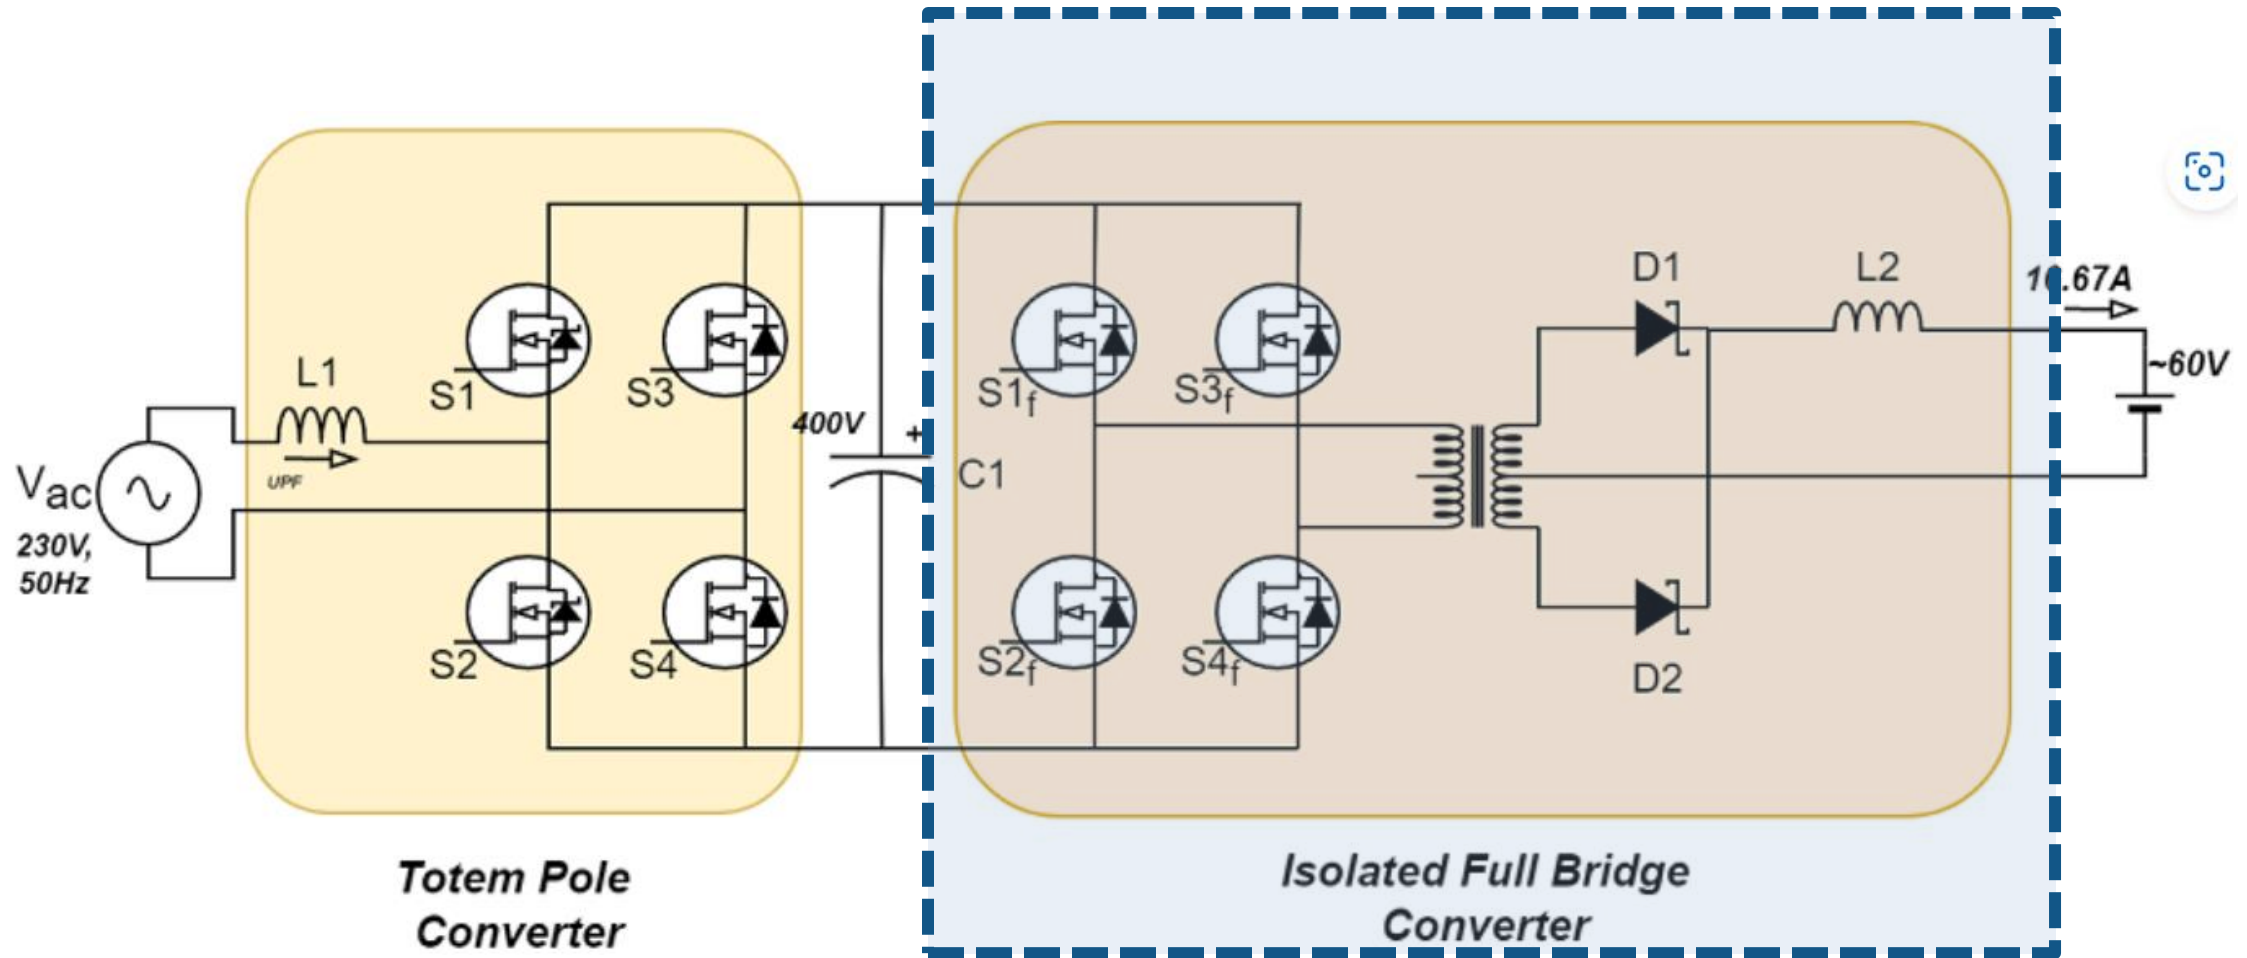 Vac
230V,
50Hz
L1
UPF
S1
S3
S2
S4
400V
+
C1
S1f
S3f
S2f
S4f
D1
D2
L2
10.67A
~60V
Totem Pole
Converter
Isolated Full Bridge
Converter